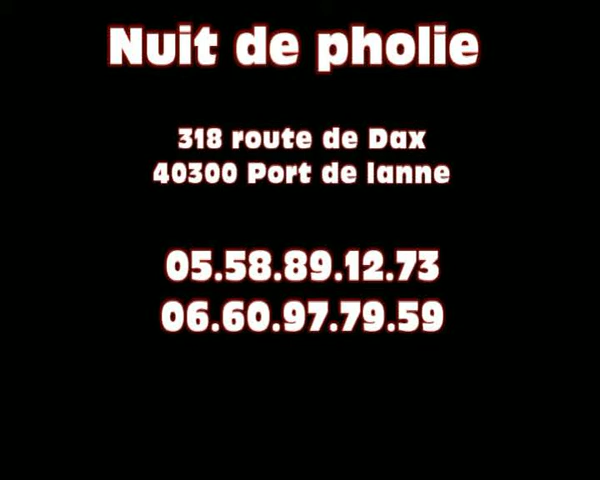 Nuit de pholie
318 route de Dax
40300 Port de lanne
05.58.89.12.73
06.60.97.79.59